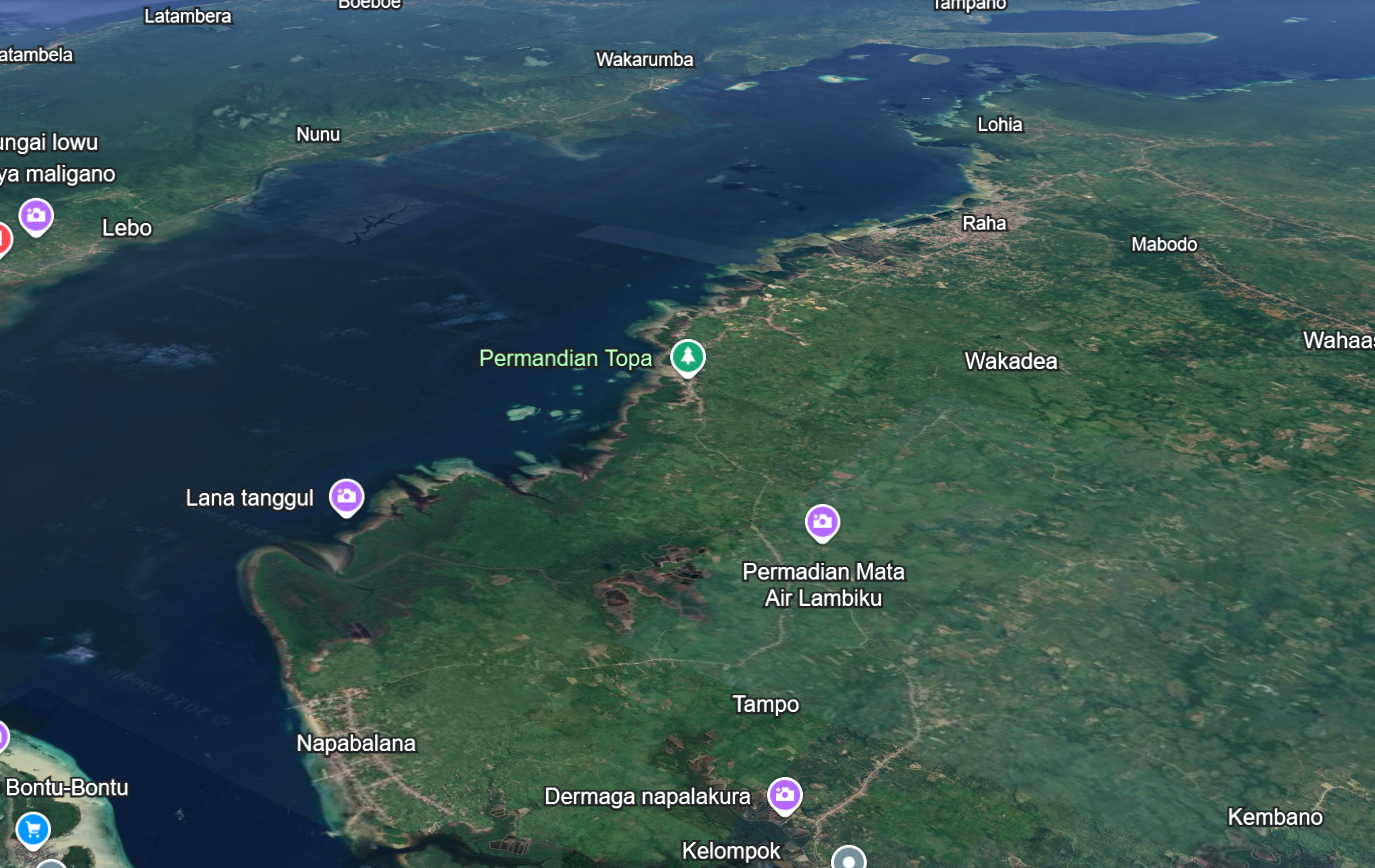 Boeboe
Tampano
Latambera
atambela
Wakarumba
Lohia
Nunu
ungai lowu
ya maligano
Lebo
Raha
Mabodo
Wahaas
Permandian Topa
Wakadea
Lana tanggul
Permadian Mata
Air Lambiku
Tampo
Napabalana
Bontu-Bontu
Dermaga napalakura
Kembano
Kelompok